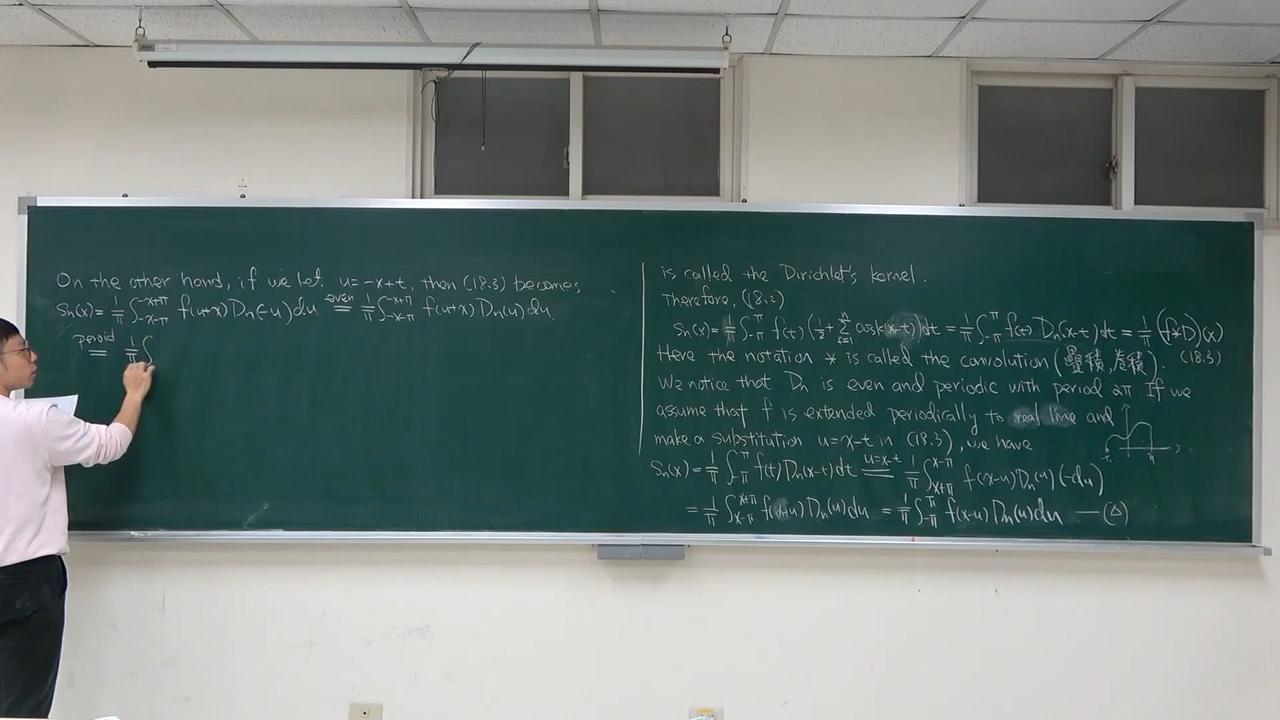 On the other hand, if we let u=-x+t, then (18.3) becomes
Sn(x)= 1/π ∫_{-x-π}^{-x+π} f(u+x) Dn(-u)du =^{even} 1/π ∫_{-x-π}^{-x+π} f(u+x) Dn(u)du.
=^{period} 1/π ∫
is called the Dirichlet's kernel.
Therefore, (18.2)
Sn(x)= 1/π ∫_{-π}^{π} f(t) (1/2 + Σ_{k=1}^{n} cos k(x-t))dt = 1/π ∫_{-π}^{π} f(t) Dn(x-t)dt = 1/π (f*D)(x)
Here the notation * is called the convolution (疊積, 卷積). (18.3)
We notice that Dn is even and periodic with period 2π. If we
assume that f is extended periodically to real line and
make a substitution u=x-t in (18.3), we have
Sn(x)= 1/π ∫_{-π}^{π} f(t)Dn(x-t)dt =^{u=x-t} 1/π ∫_{x+π}^{x-π} f(x-u)Dn(u)(-du)
= 1/π ∫_{x-π}^{x+π} f(x-u)Dn(u)du = 1/π ∫_{-π}^{π} f(x-u)Dn(u)du —(△)